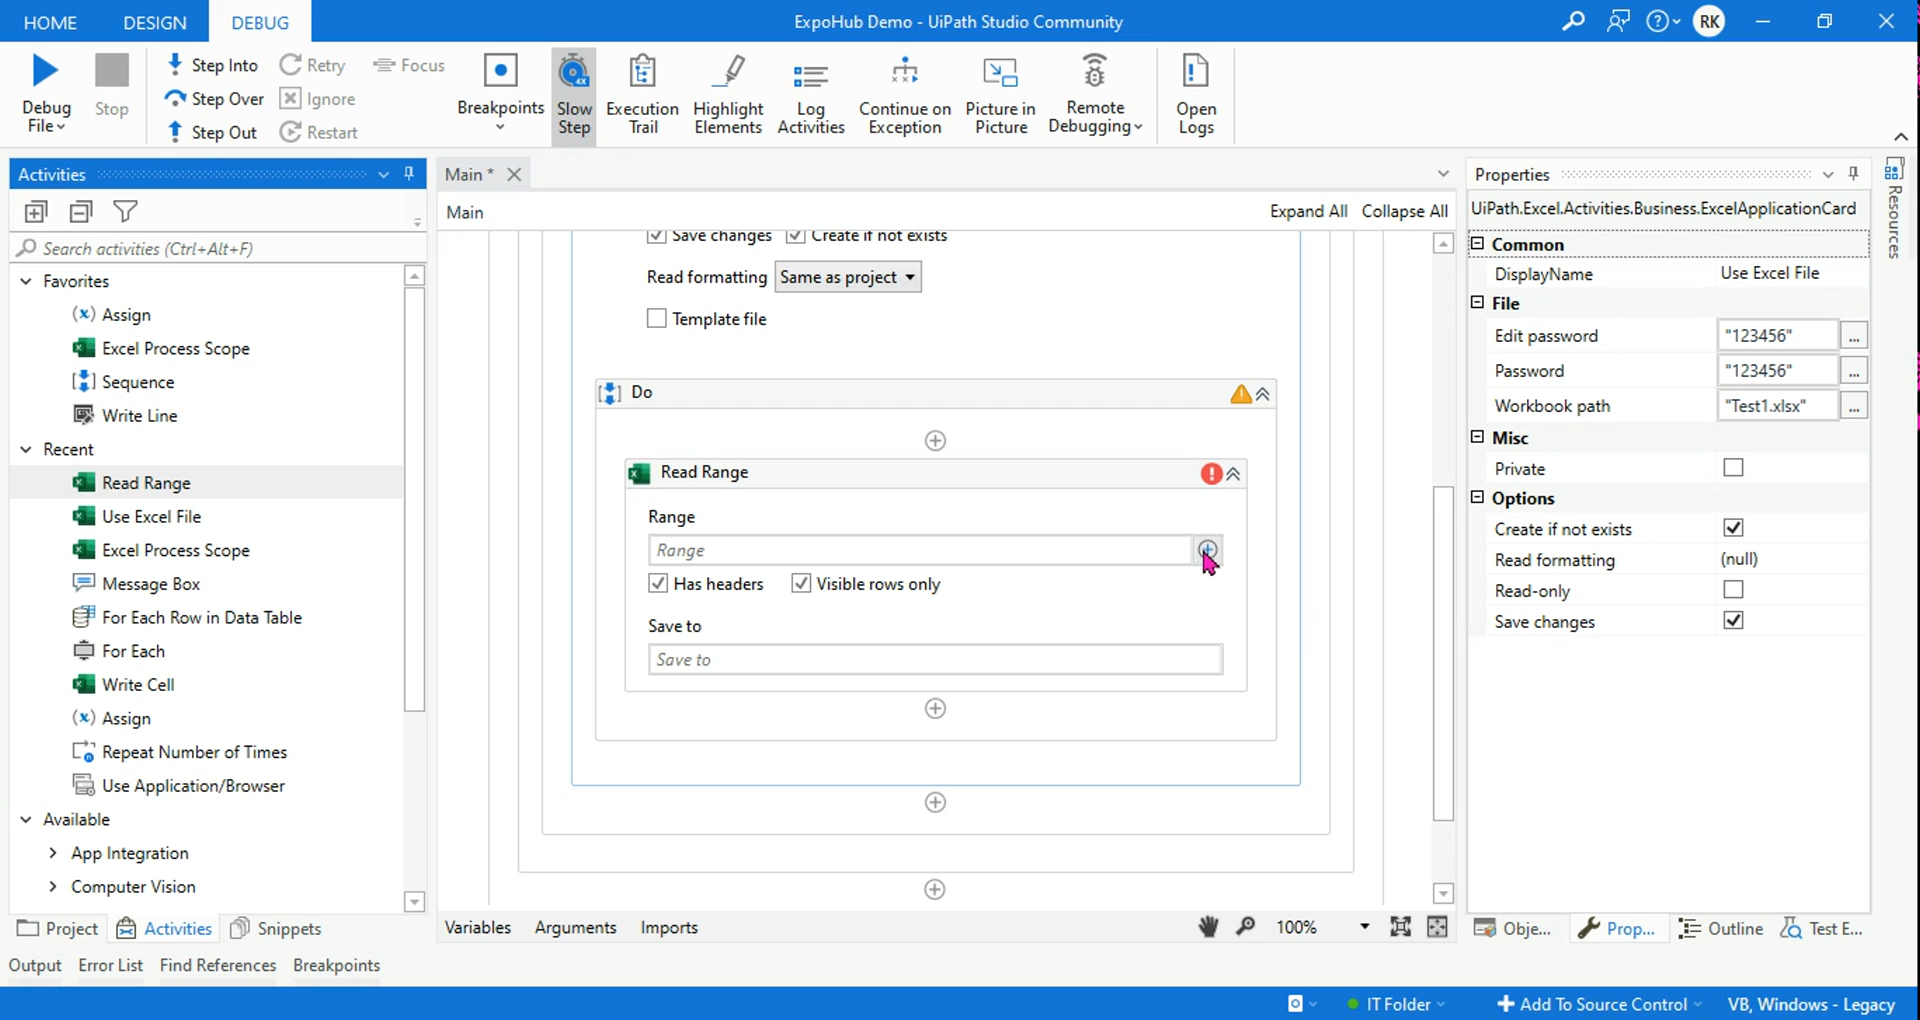 HOME DESIGN DEBUG ExpoHub Demo - UiPath Studio Community RK
Debug File
Stop
Step Into
Step Over
Step Out
Retry
Ignore
Restart
Focus
Breakpoints
4X
Slow Step
Execution Trail
Highlight Elements
Log Activities
Continue on Exception
Picture in Picture
Remote Debugging
Open Logs
Activities
Search activities (Ctrl+Alt+F)
Favorites
Assign
Excel Process Scope
Sequence
Write Line
Recent
Read Range
Use Excel File
Excel Process Scope
Message Box
For Each Row in Data Table
For Each
Write Cell
Assign
Repeat Number of Times
Use Application/Browser
Available
App Integration
Computer Vision
Project Activities Snippets
Main *
Main Expand All Collapse All
Save changes Create if not exists
Read formatting Same as project
Template file
Do
Read Range
Range
Range
Has headers Visible rows only
Save to
Save to
Variables Arguments Imports 100%
Properties
UiPath.Excel.Activities.Business.ExcelApplicationCard
Common
DisplayName Use Excel File
File
Edit password "123456" ...
Password "123456" ...
Workbook path "Test1.xlsx" ...
Misc
Private
Options
Create if not exists
Read formatting (null)
Read-only
Save changes
Obje... Prop... Outline Test E...
Resources
Output Error List Find References Breakpoints
IT Folder Add To Source Control VB, Windows - Legacy